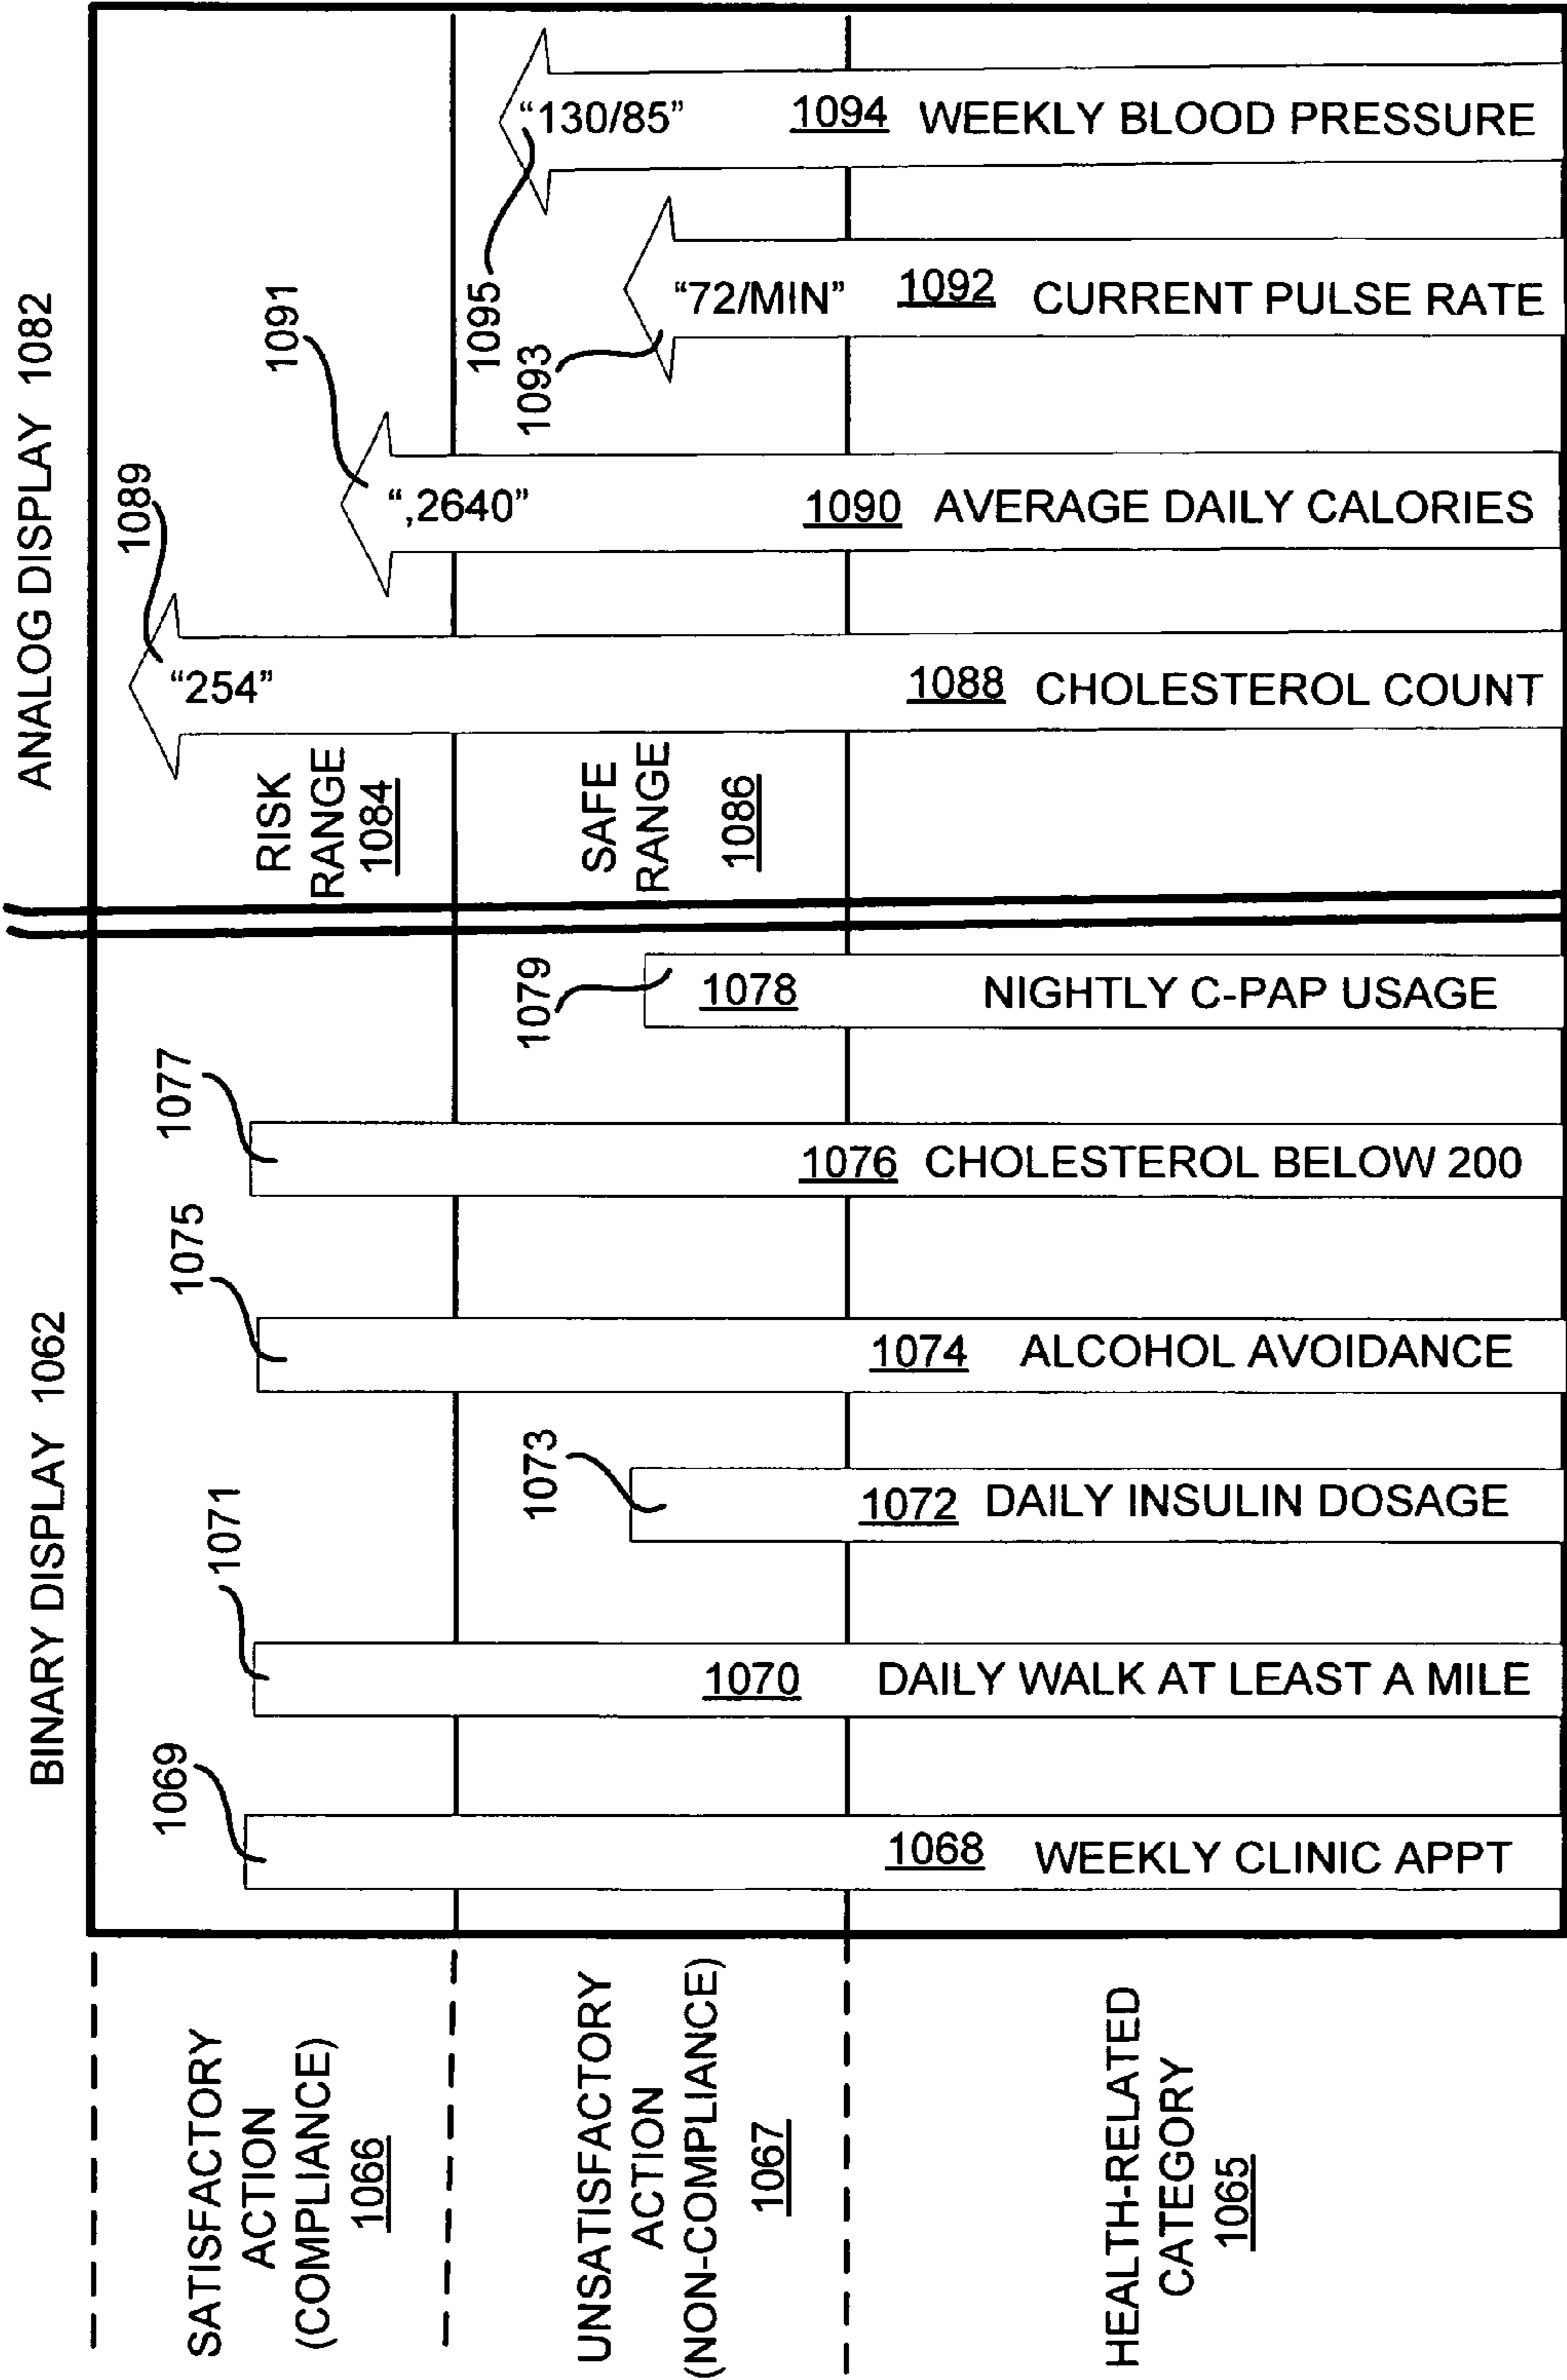 BINARY DISPLAY 1062
ANALOG DISPLAY 1082
SATISFACTORY
ACTION
(COMPLIANCE)
1066
UNSATISFACTORY
ACTION
(NON-COMPLIANCE)
1067
HEALTH-RELATED
CATEGORY
1065
1069
1068 WEEKLY CLINIC APPT
1071
1070 DAILY WALK AT LEAST A MILE
1073
1072 DAILY INSULIN DOSAGE
1075
1074 ALCOHOL AVOIDANCE
1077
1076 CHOLESTEROL BELOW 200
1079
1078 NIGHTLY C-PAP USAGE
RISK
RANGE
1084
SAFE
RANGE
1086
1089
“254” 1088 CHOLESTEROL COUNT
1091
“,2640” 1090 AVERAGE DAILY CALORIES
1093
“72/MIN” 1092 CURRENT PULSE RATE
1095
“130/85” 1094 WEEKLY BLOOD PRESSURE